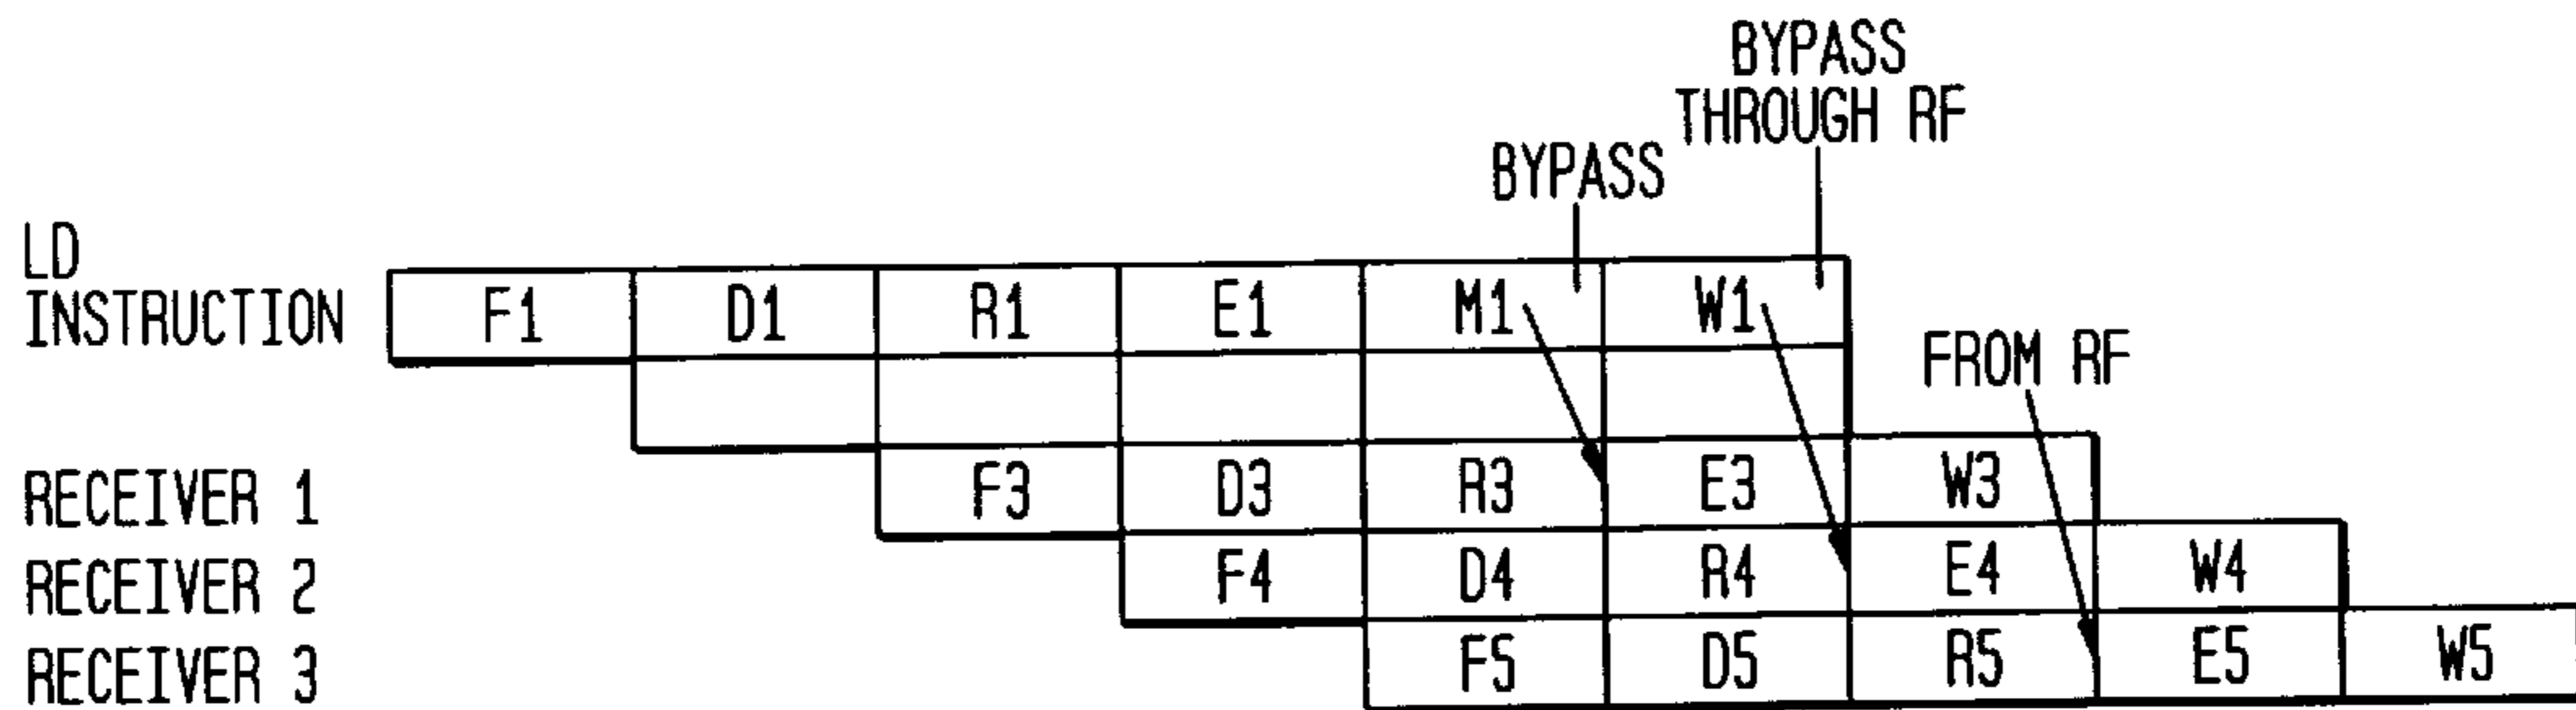 BYPASS
THROUGH RF
BYPASS
LD
INSTRUCTION F1 D1 R1 E1 M1 W1
FROM RF
RECEIVER 1 F3 D3 R3 E3 W3
RECEIVER 2 F4 D4 R4 E4 W4
RECEIVER 3 F5 D5 R5 E5 W5